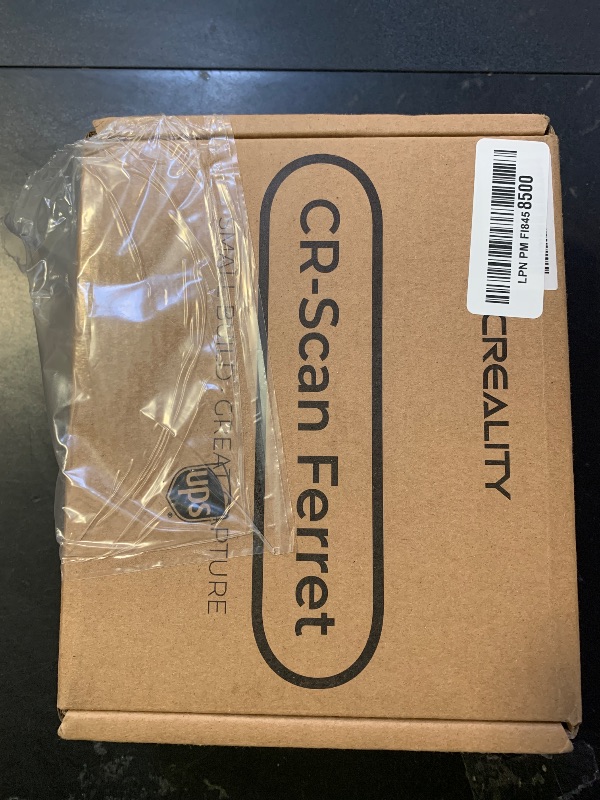 LPN PM FI8458500
CREALITY
CR-Scan Ferret
SMALL BUILD · GREAT CAPTURE
ups